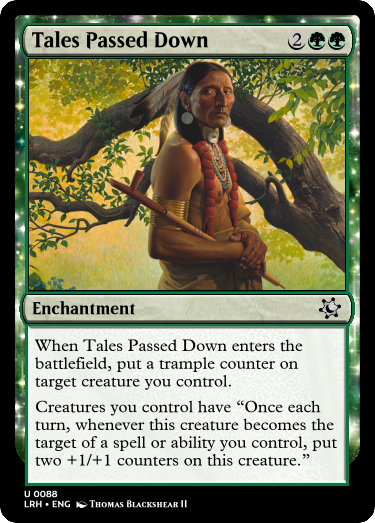 Tales Passed Down 2
Enchantment
When Tales Passed Down enters the
battlefield, put a trample counter on
target creature you control.
Creatures you control have “Once each
turn, whenever this creature becomes the
target of a spell or ability you control, put
two +1/+1 counters on this creature.”
U 0088
LRH • ENG Thomas Blackshear II